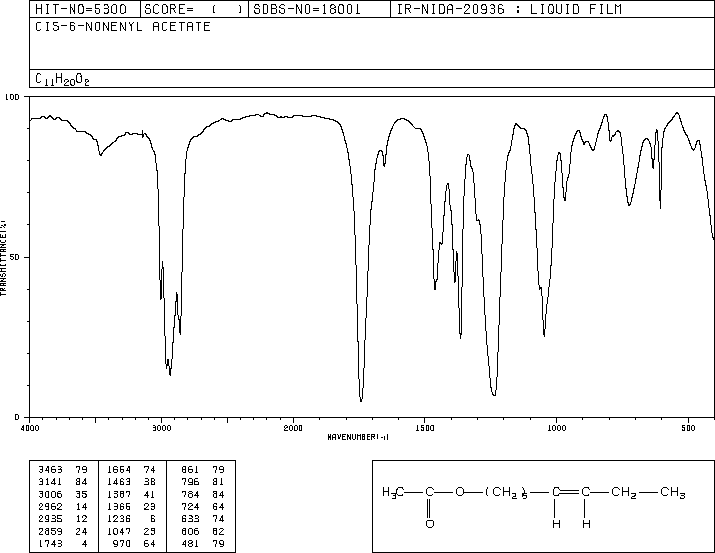 HIT-NO=5300 SCORE= ( ) SDBS-NO=18001 IR-NIDA-20936 : LIQUID FILM
CIS-6-NONENYL ACETATE
C11H20O2
100
50
0
TRANSMITTANCE(%)
4000 3000 2000 1500 1000 500
WAVENUMBER(-1)
3463 79 1654 74 861 79
3141 84 1463 38 796 81
3006 35 1387 41 784 84
2962 14 1366 23 724 64
2935 12 1236 6 633 74
2859 24 1047 25 606 62
1743 4 970 64 481 79
H3C—C—O—(CH2)5—C=C—CH2—CH3
O H H